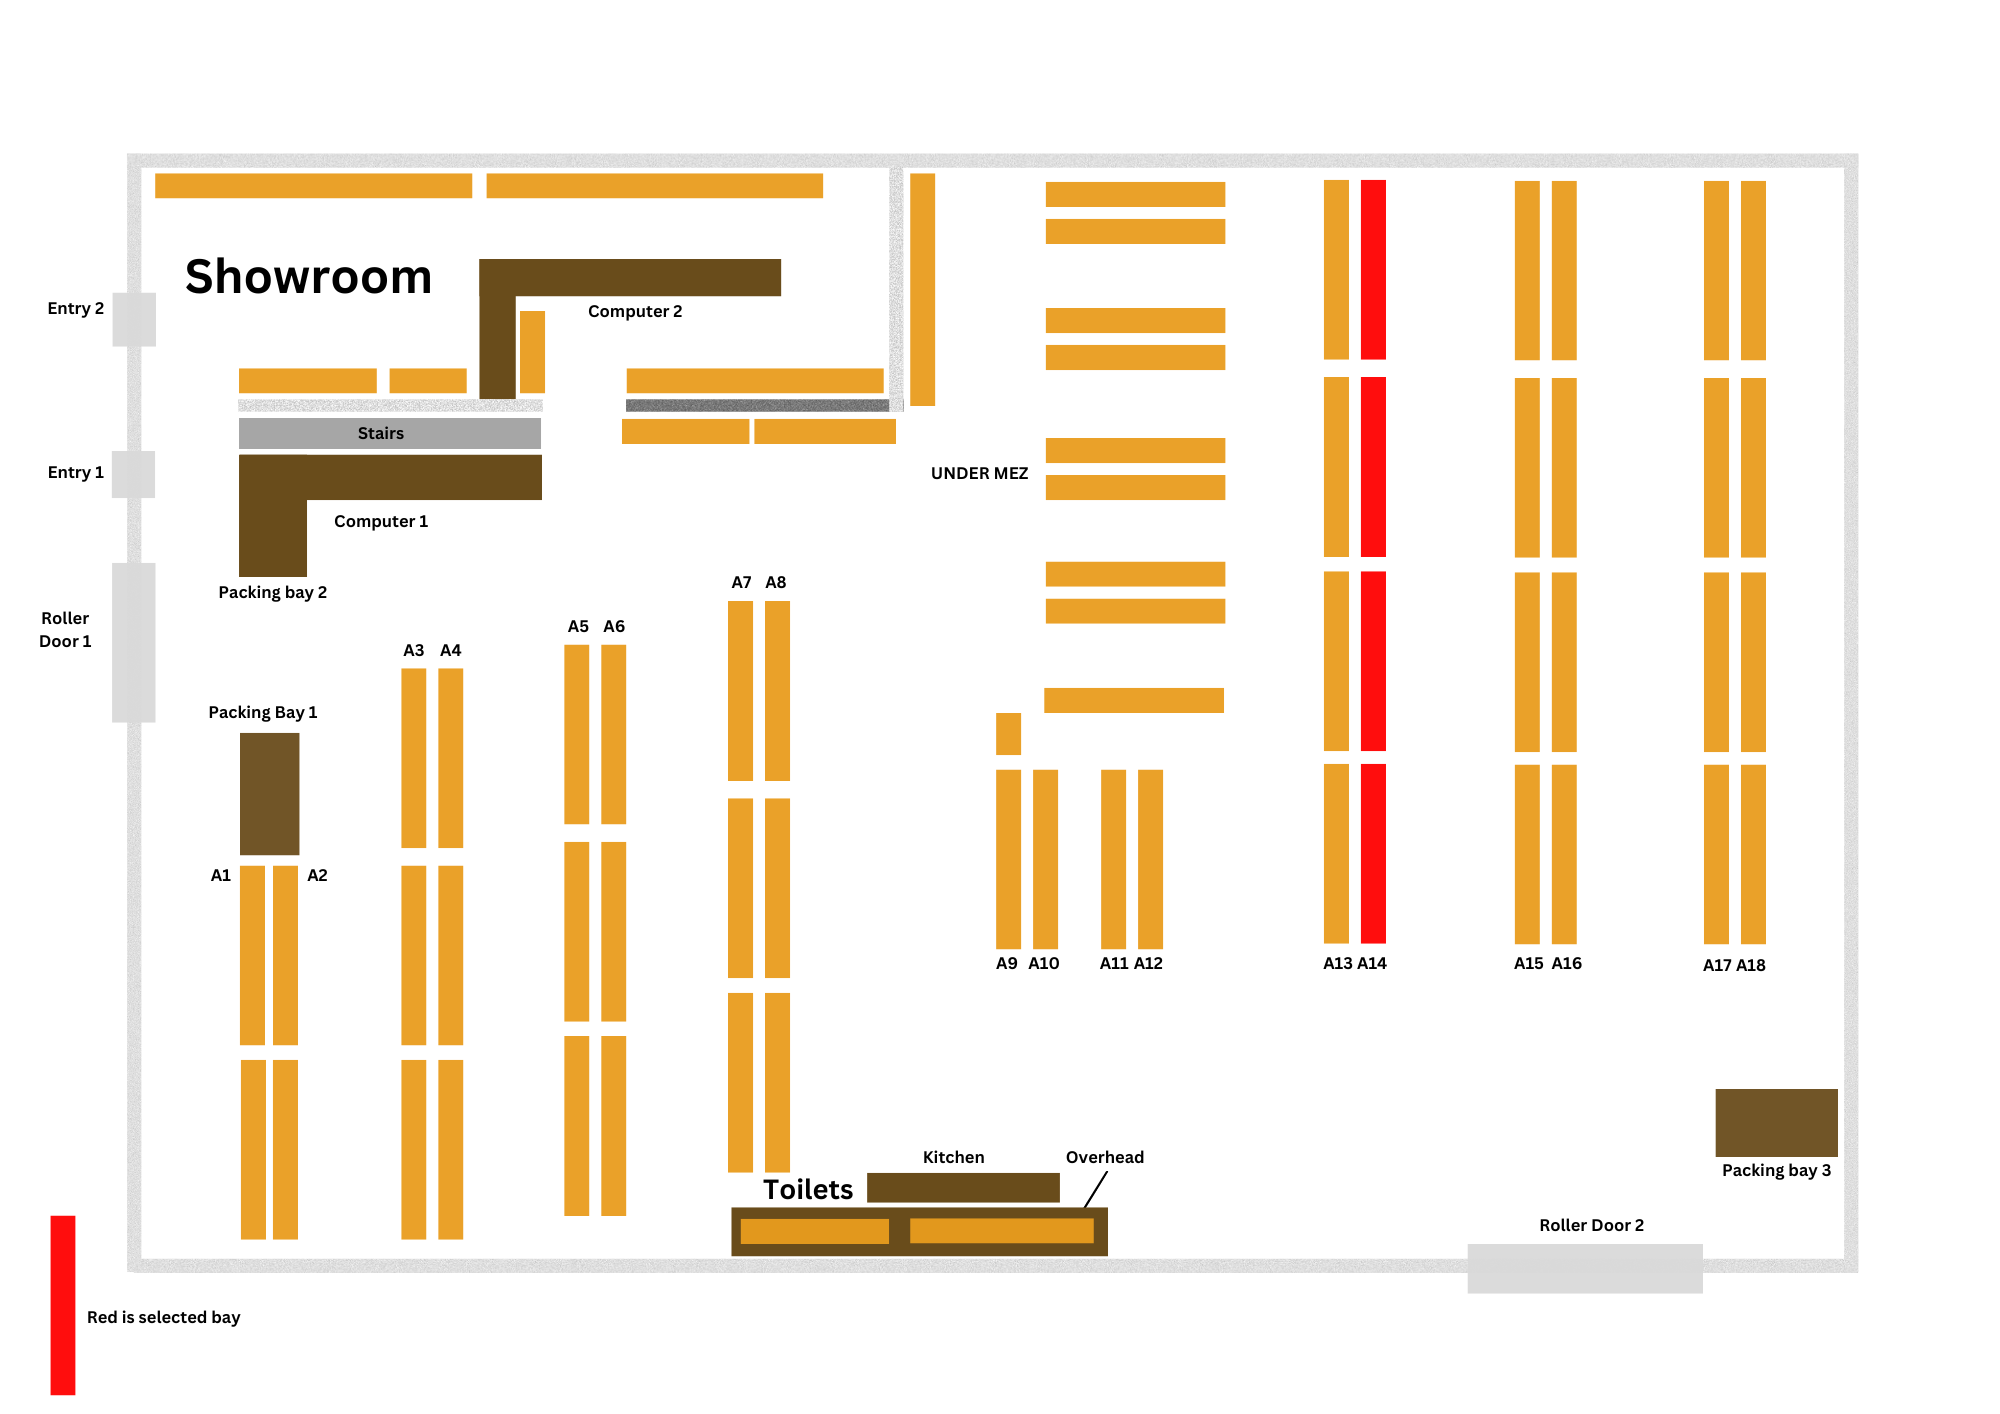 Showroom
Entry 2
Computer 2
Stairs
Entry 1
UNDER MEZ
Computer 1
Packing bay 2
A7 A8
Roller
Door 1
A5 A6
A3 A4
Packing Bay 1
A1 A2
A9 A10 A11 A12 A13 A14 A15 A16 A17 A18
Kitchen
Overhead
Packing bay 3
Toilets
Roller Door 2
Red is selected bay